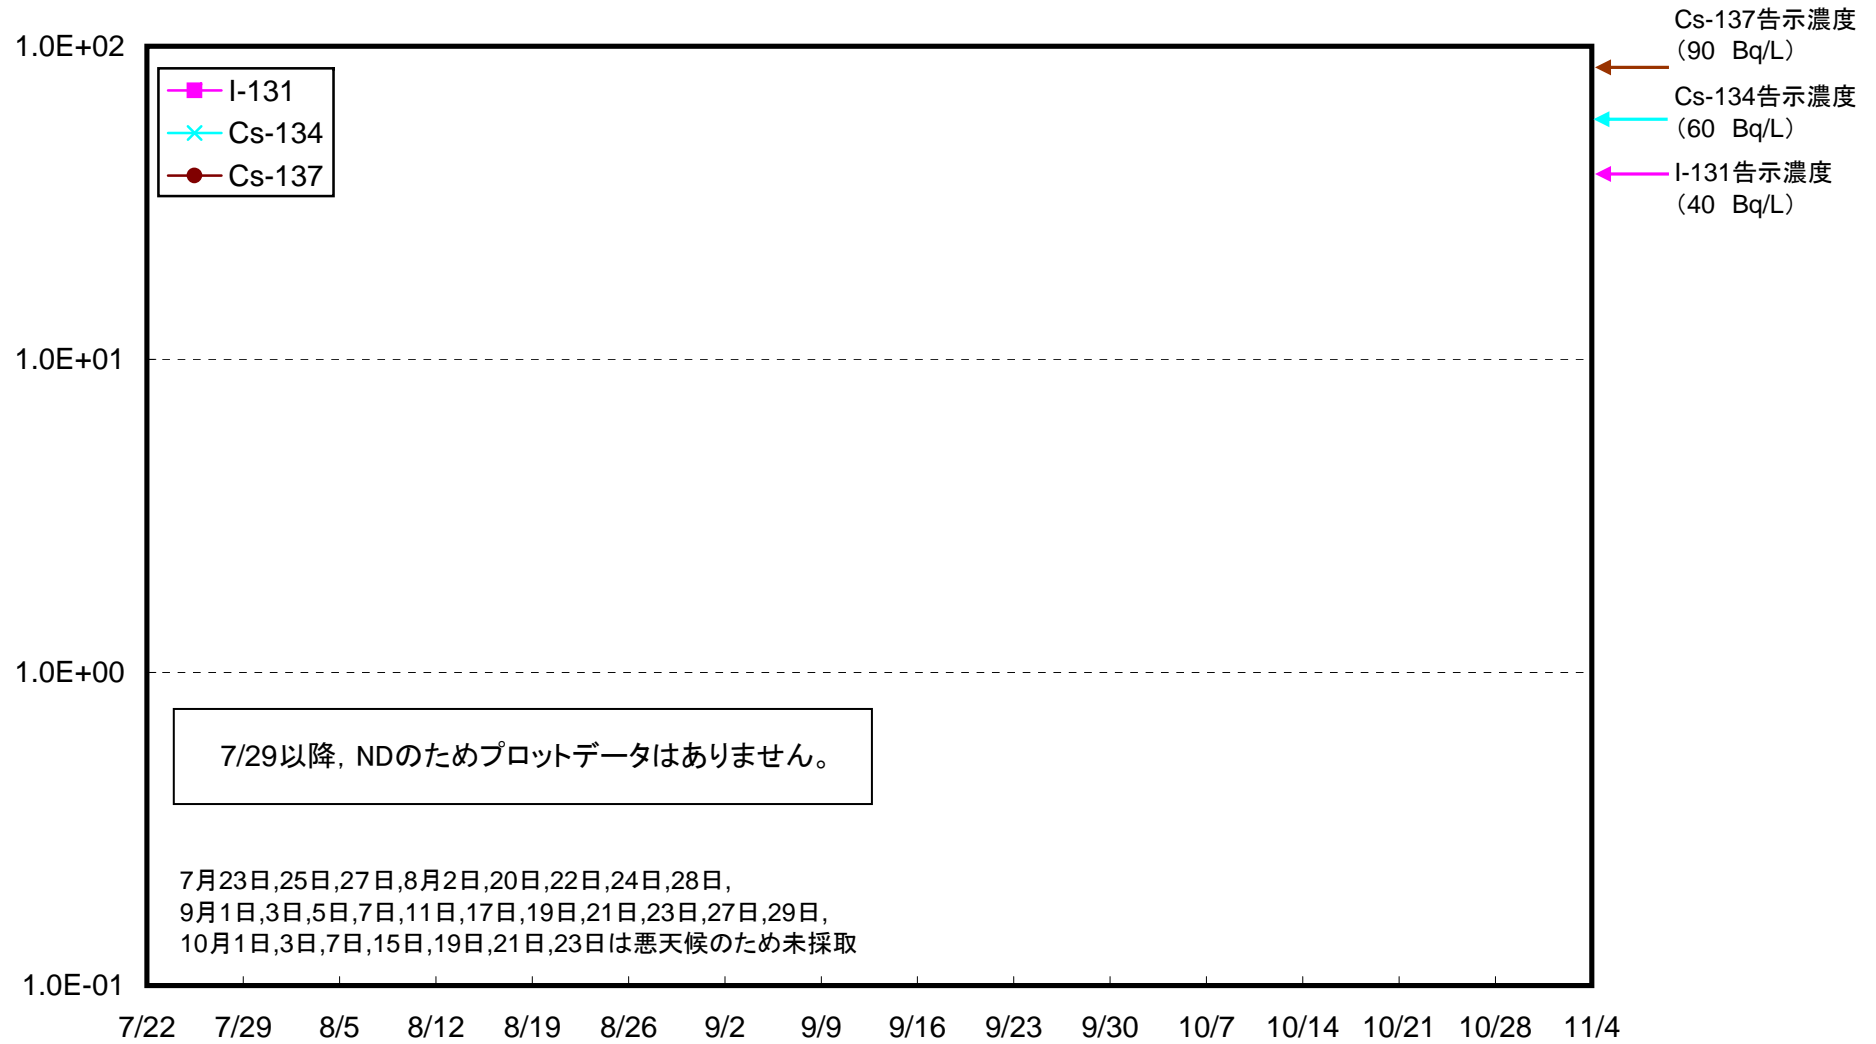 Cs-137告示濃度
（90　Bq/L）
Cs-134告示濃度
（60　Bq/L）
I-131告示濃度
（40　Bq/L）
1.0E+02
1.0E+01
1.0E+00
1.0E-01
I-131
Cs-134
Cs-137
7/29以降，NDのためプロットデータはありません。
7月23日,25日,27日,8月2日,20日,22日,24日,28日,
9月1日,3日,5日,7日,11日,17日,19日,21日,23日,27日,29日,
10月1日,3日,7日,15日,19日,21日,23日は悪天候のため未採取
7/22 7/29 8/5 8/12 8/19 8/26 9/2 9/9 9/16 9/23 9/30 10/7 10/14 10/21 10/28 11/4